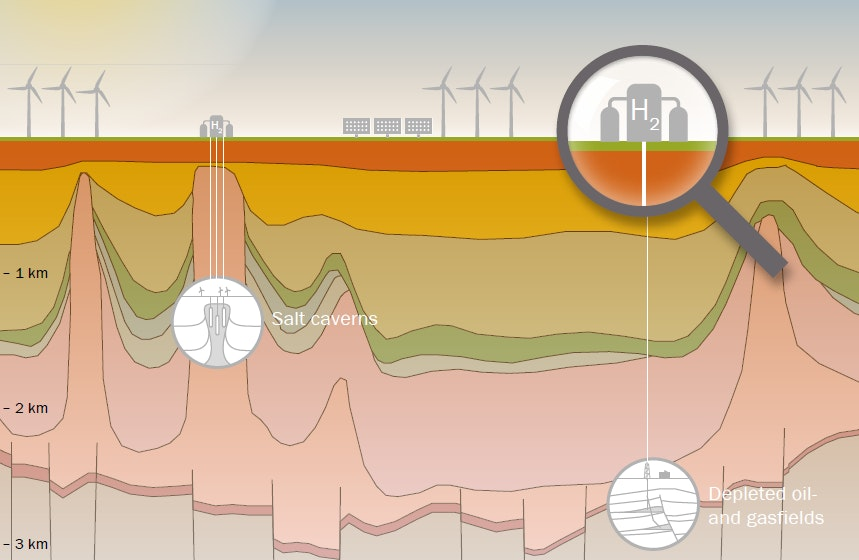 H2
H2
– 1 km
Salt caverns
– 2 km
Depleted oil-
and gasfields
– 3 km